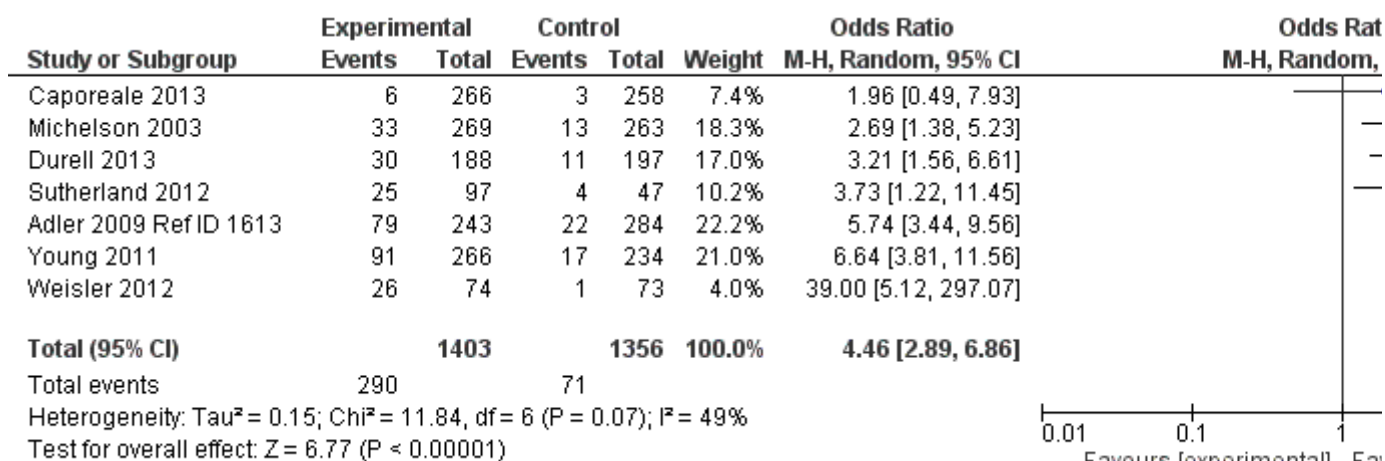 Experimental Control Odds Ratio Odds Rat
Study or Subgroup Events Total Events Total Weight M-H, Random, 95% CI M-H, Random,
Caporeale 2013 6 266 3 258 7.4% 1.96 [0.49, 7.93]
Michelson 2003 33 269 13 263 18.3% 2.69 [1.38, 5.23]
Durell 2013 30 188 11 197 17.0% 3.21 [1.56, 6.61]
Sutherland 2012 25 97 4 47 10.2% 3.73 [1.22, 11.45]
Adler 2009 Ref ID 1613 79 243 22 284 22.2% 5.74 [3.44, 9.56]
Young 2011 91 266 17 234 21.0% 6.64 [3.81, 11.56]
Weisler 2012 26 74 1 73 4.0% 39.00 [5.12, 297.07]
Total (95% CI) 1403 1356 100.0% 4.46 [2.89, 6.86]
Total events 290 71
Heterogeneity: Tau² = 0.15; Chi² = 11.84, df = 6 (P = 0.07); I² = 49%
Test for overall effect: Z = 6.77 (P < 0.00001)
0.01 0.1 1
Favours [experimental] Fav